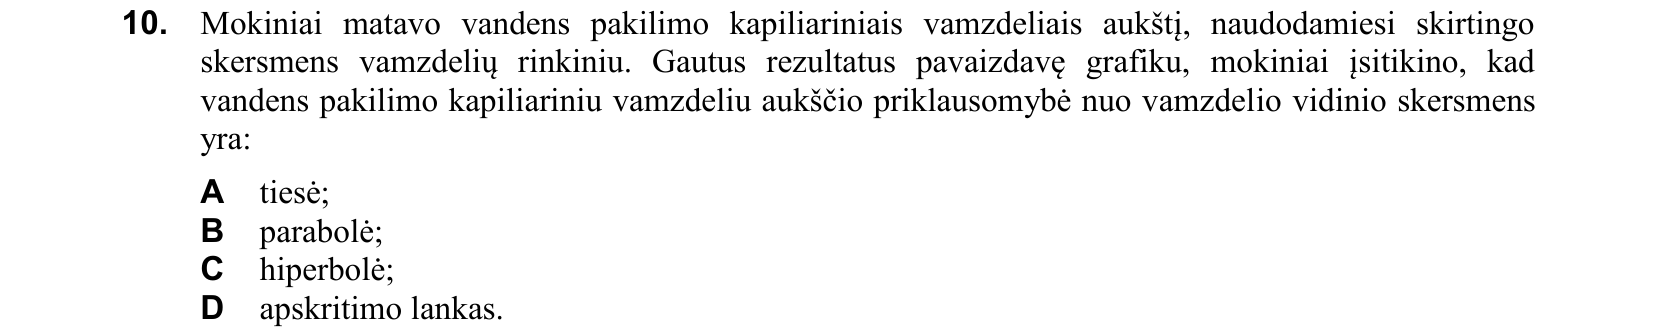 10. Mokiniai matavo vandens pakilimo kapiliariniais vamzdeliais aukštį, naudodamiesi skirtingo
skersmens vamzdelių rinkiniu. Gautus rezultatus pavaizdavę grafiku, mokiniai įsitikino, kad
vandens pakilimo kapiliariniu vamzdeliu aukščio priklausomybė nuo vamzdelio vidinio skersmens
yra:
A tiesė;
B parabolė;
C hiperbolė;
D apskritimo lankas.